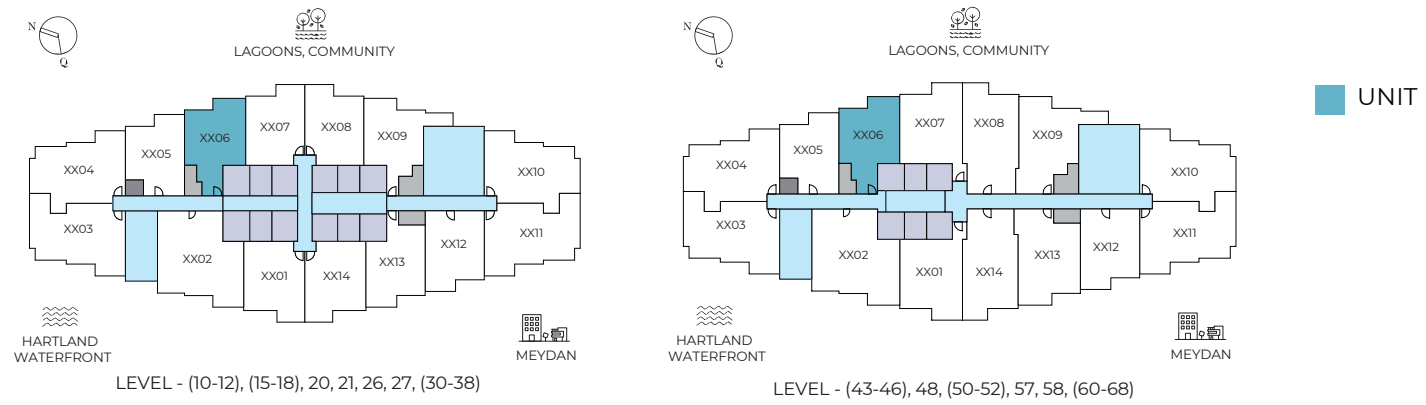 N
Q
LAGOONS, COMMUNITY
XX04
XX05
XX06
XX07
XX08
XX09
XX10
XX03
XX02
XX01
XX14
XX13
XX12
XX11
HARTLAND
WATERFRONT
MEYDAN
LEVEL - (10-12), (15-18), 20, 21, 26, 27, (30-38)
N
Q
LAGOONS, COMMUNITY
XX04
XX05
XX06
XX07
XX08
XX09
XX10
XX03
XX02
XX01
XX14
XX13
XX12
XX11
HARTLAND
WATERFRONT
MEYDAN
LEVEL - (43-46), 48, (50-52), 57, 58, (60-68)
UNIT